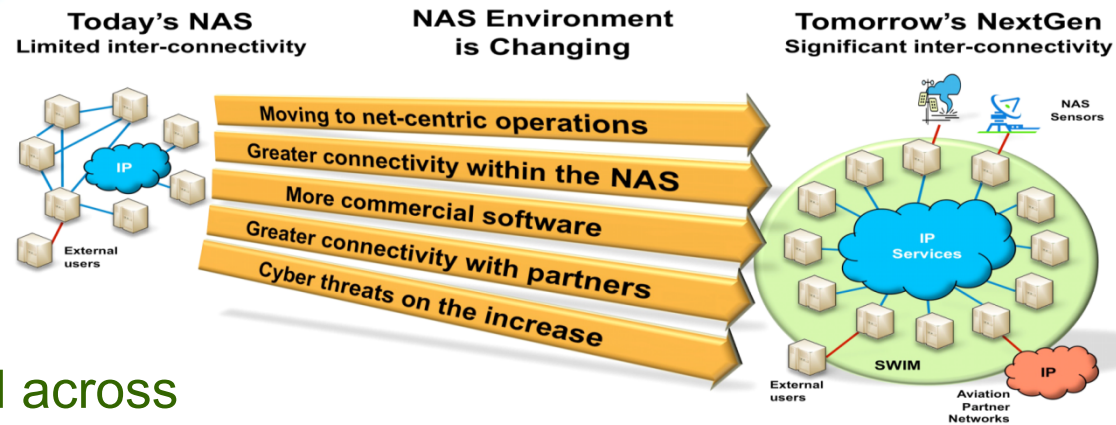 Today's NAS
Limited inter-connectivity
IP
External
users
NAS Environment
is Changing
Moving to net-centric operations
Greater connectivity within the NAS
More commercial software
Greater connectivity with partners
Cyber threats on the increase
Tomorrow's NextGen
Significant inter-connectivity
NAS
Sensors
IP
Services
SWIM
External
users
IP
Aviation
Partner
Networks
across